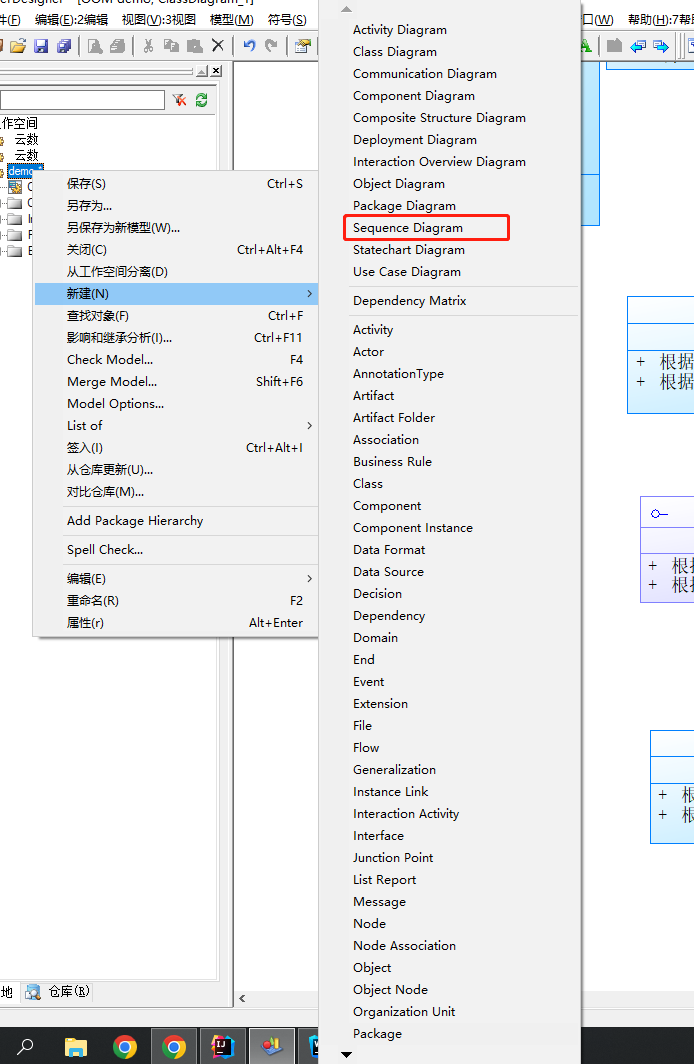 erDesigner - [OOM demo, ClassDiagram_1]
件(F) 编辑(E):2编辑 视图(V):3视图 模型(M) 符号(S)
口(W) 帮助(H):7帮
作空间
云数
云数
demo *
保存(S) Ctrl+S
另存为...
另保存为新模型(W)...
关闭(C) Ctrl+Alt+F4
从工作空间分离(D)
新建(N)
查找对象(F) Ctrl+F
影响和继承分析(I)... Ctrl+F11
Check Model... F4
Merge Model... Shift+F6
Model Options...
List of
签入(I) Ctrl+Alt+I
从仓库更新(U)...
对比仓库(M)...
Add Package Hierarchy
Spell Check...
编辑(E)
重命名(R) F2
属性(r) Alt+Enter
Activity Diagram
Class Diagram
Communication Diagram
Component Diagram
Composite Structure Diagram
Deployment Diagram
Interaction Overview Diagram
Object Diagram
Package Diagram
Sequence Diagram
Statechart Diagram
Use Case Diagram
Dependency Matrix
Activity
Actor
AnnotationType
Artifact
Artifact Folder
Association
Business Rule
Class
Component
Component Instance
Data Format
Data Source
Decision
Dependency
Domain
End
Event
Extension
File
Flow
Generalization
Instance Link
Interaction Activity
Interface
Junction Point
List Report
Message
Node
Node Association
Object
Object Node
Organization Unit
Package
+ 根据
+ 根据
+ 根据
+ 根据
+ 根
+ 根
地 仓库(R)